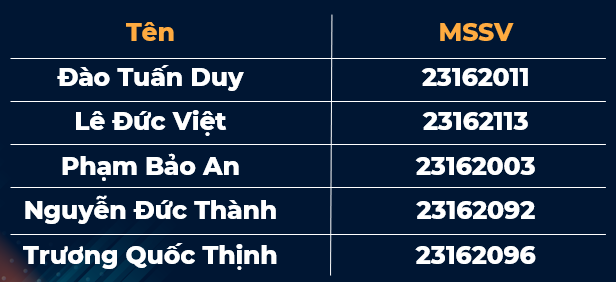 Tên MSSV
Đào Tuấn Duy 23162011
Lê Đức Việt 23162113
Phạm Bảo An 23162003
Nguyễn Đức Thành 23162092
Trương Quốc Thịnh 23162096